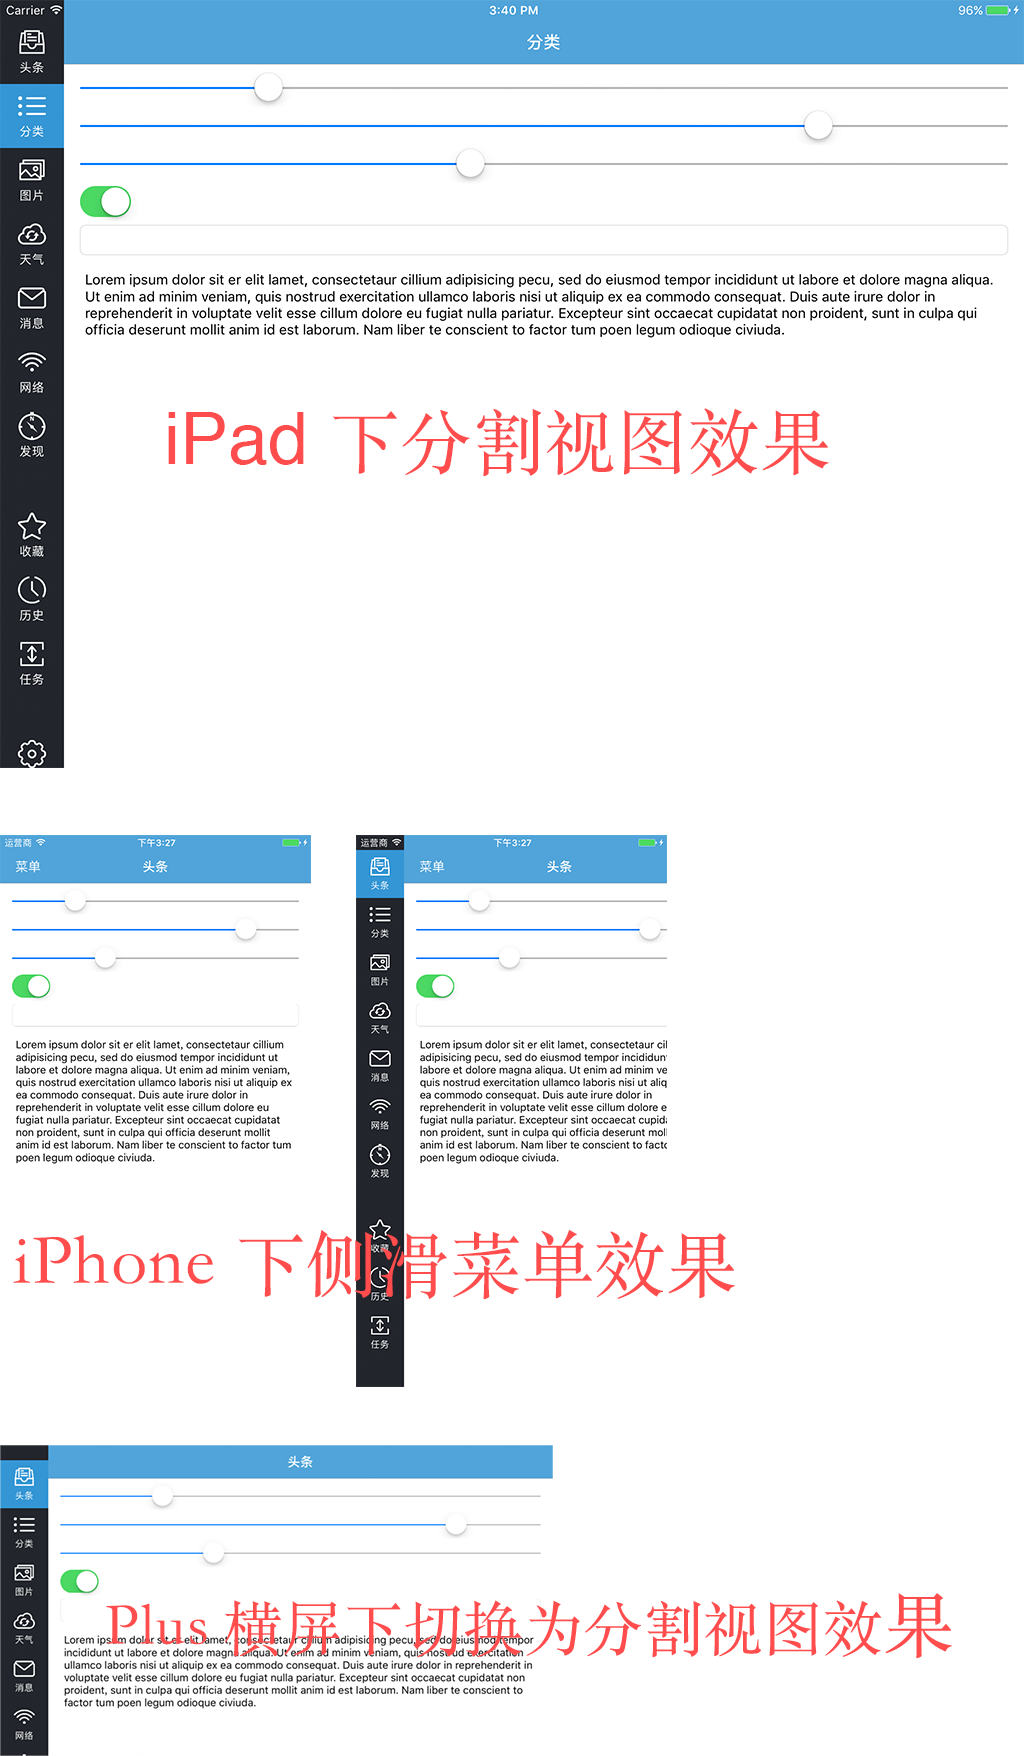 Carrier 3:40 PM 96%
分类
头条
分类
图片
天气
消息
网络
发现
收藏
历史
任务
Lorem ipsum dolor sit er elit lamet, consectetaur cillium adipisicing pecu, sed do eiusmod tempor incididunt ut labore et dolore magna aliqua.
Ut enim ad minim veniam, quis nostrud exercitation ullamco laboris nisi ut aliquip ex ea commodo consequat. Duis aute irure dolor in
reprehenderit in voluptate velit esse cillum dolore eu fugiat nulla pariatur. Excepteur sint occaecat cupidatat non proident, sunt in culpa qui
officia deserunt mollit anim id est laborum. Nam liber te conscient to factor tum poen legum odioque civiuda.
iPad 下分割视图效果
运营商 下午3:27
菜单 头条
Lorem ipsum dolor sit er elit lamet, consectetaur cillium
adipisicing pecu, sed do eiusmod tempor incididunt ut
labore et dolore magna aliqua. Ut enim ad minim veniam,
quis nostrud exercitation ullamco laboris nisi ut aliquip ex
ea commodo consequat. Duis aute irure dolor in
reprehenderit in voluptate velit esse cillum dolore eu
fugiat nulla pariatur. Excepteur sint occaecat cupidatat
non proident, sunt in culpa qui officia deserunt mollit
anim id est laborum. Nam liber te conscient to factor tum
poen legum odioque civiuda.
运营商 下午3:27
菜单 头条
头条
分类
图片
天气
消息
网络
发现
收藏
历史
任务
Lorem ipsum dolor sit er elit lamet, consectetaur cil
adipisicing pecu, sed do eiusmod tempor incididun
labore et dolore magna aliqua. Ut enim ad minim ve
quis nostrud exercitation ullamco laboris nisi ut aliq
ea commodo consequat. Duis aute irure dolor in
reprehenderit in voluptate velit esse cillum dolore e
fugiat nulla pariatur. Excepteur sint occaecat cupid
non proident, sunt in culpa qui officia deserunt mol
anim id est laborum. Nam liber te conscient to fact
poen legum odioque civiuda.
iPhone 下侧滑菜单效果
头条
头条
分类
图片
天气
消息
网络
Plus 横屏下切换为分割视图效果
Lorem ipsum dolor sit er elit lamet, consectetaur cillium adipisicing pecu, sed do eiusmod tempor
incididunt ut labore et dolore magna aliqua. Ut enim ad minim veniam, quis nostrud exercitation
ullamco laboris nisi ut aliquip ex ea commodo consequat. Duis aute irure dolor in reprehenderit in
voluptate velit esse cillum dolore eu fugiat nulla pariatur. Excepteur sint occaecat cupidatat non
proident, sunt in culpa qui officia deserunt mollit anim id est laborum. Nam liber te conscient to
factor tum poen legum odioque civiuda.